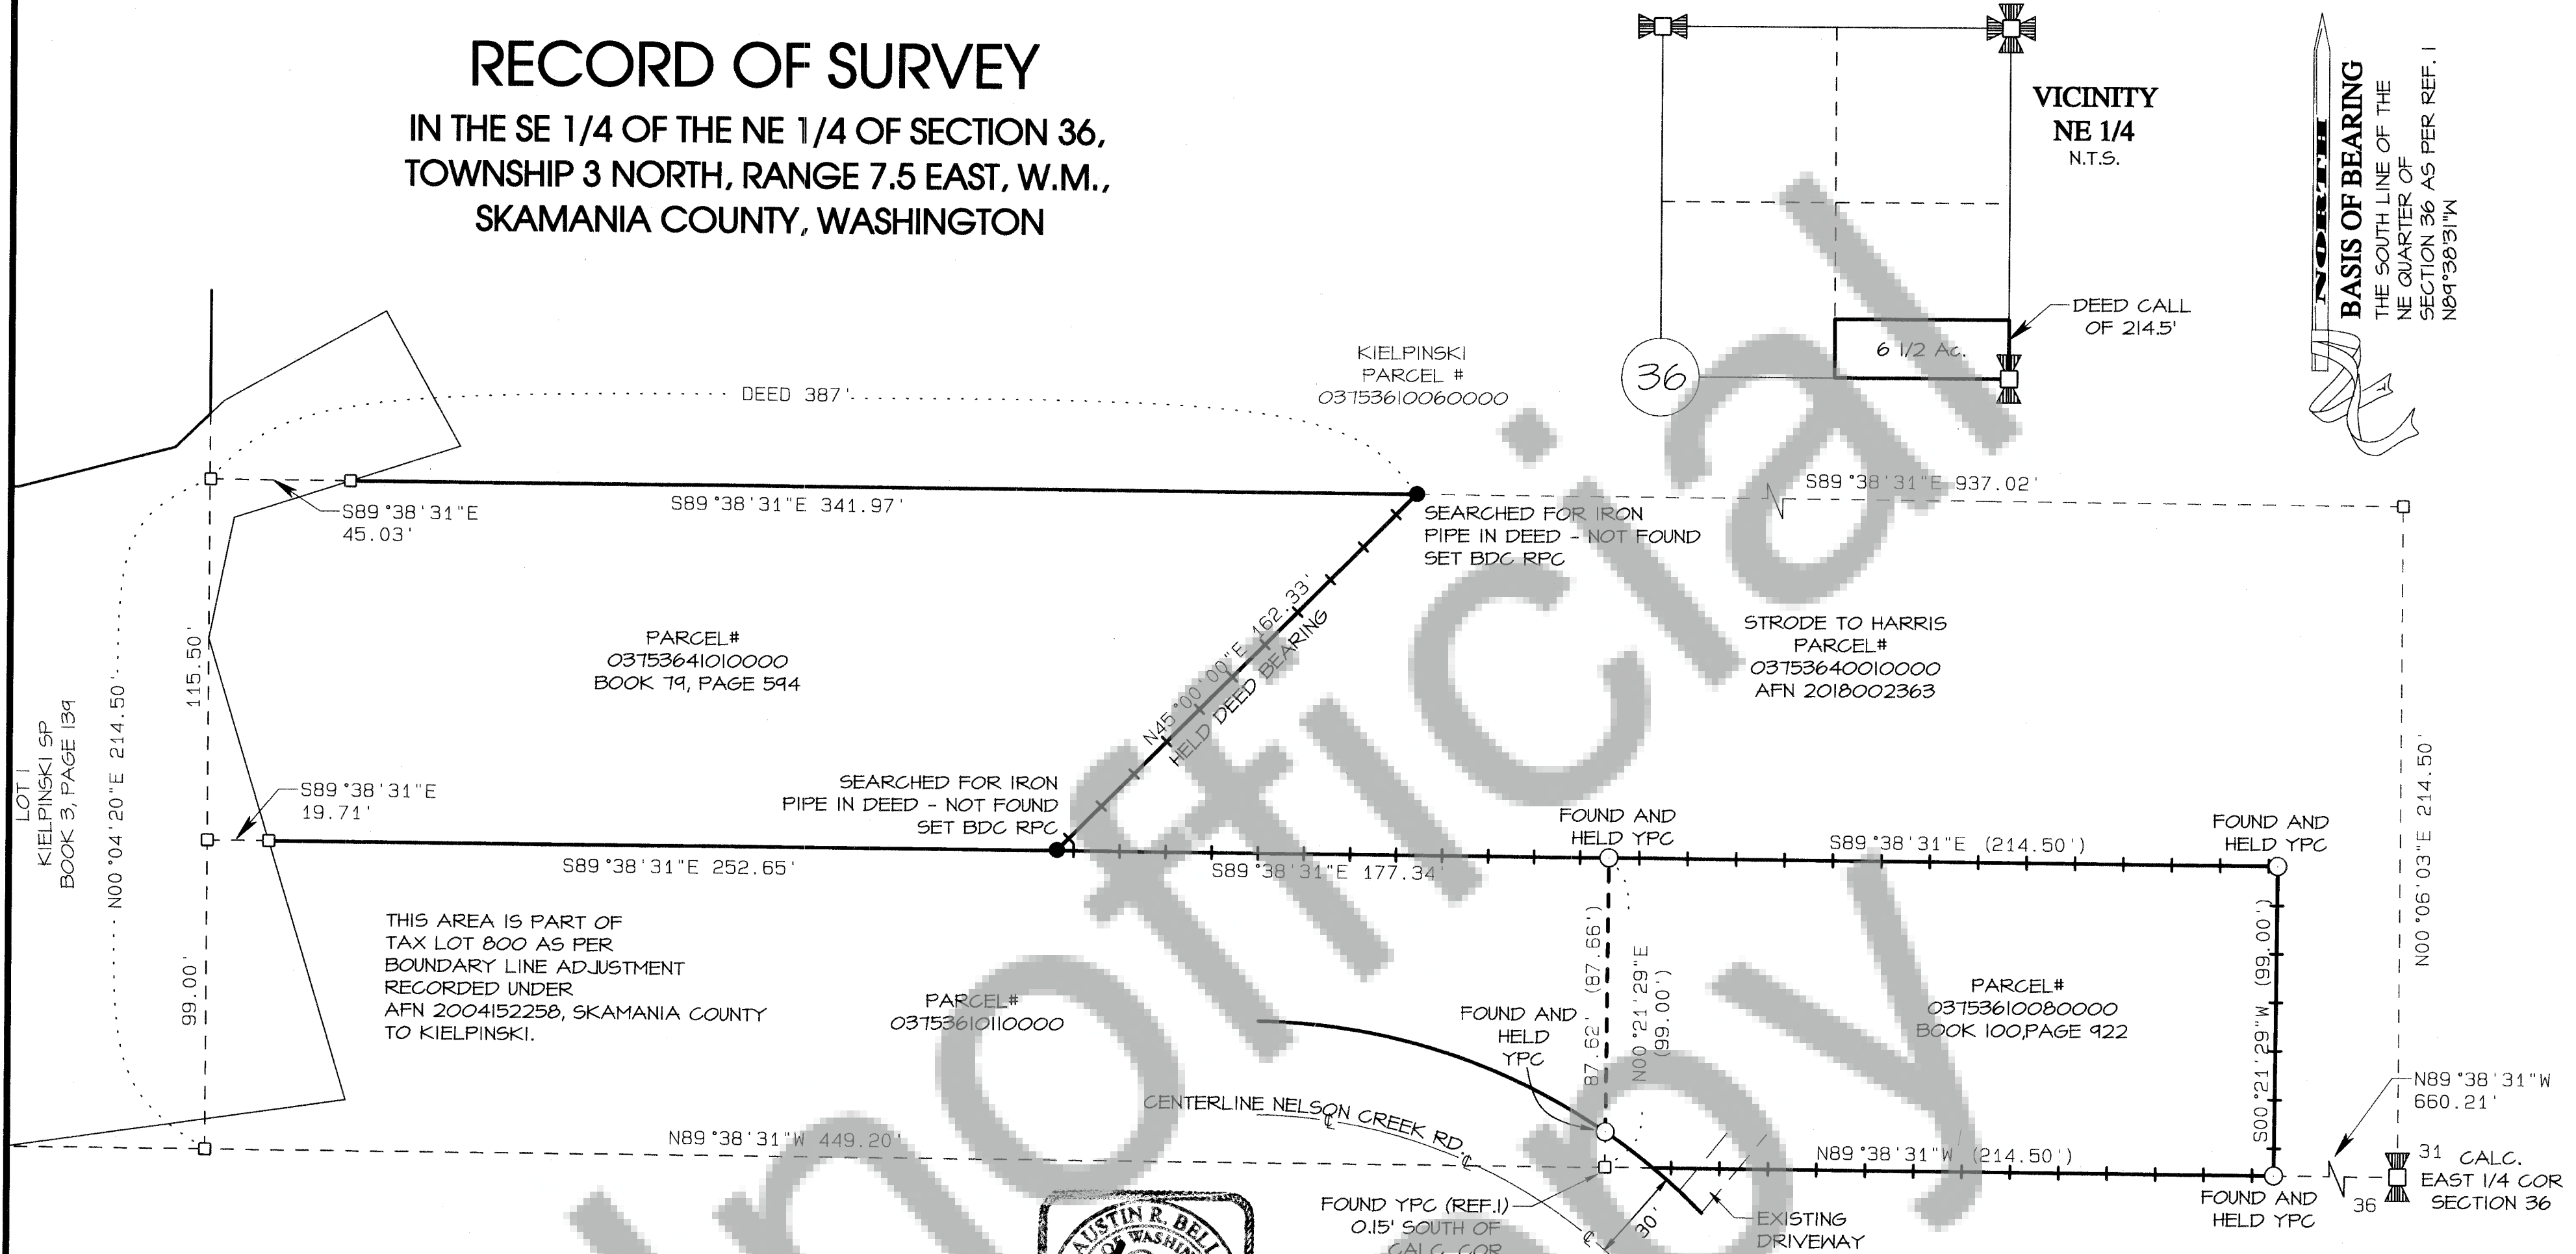 RECORD OF SURVEY
IN THE SE 1/4 OF THE NE 1/4 OF SECTION 36,
TOWNSHIP 3 NORTH, RANGE 7.5 EAST, W.M.,
SKAMANIA COUNTY, WASHINGTON
VICINITY
NE 1/4
N.T.S.
DEED CALL
OF 214.5'
6 1/2 Ac.
36
NORTH
BASIS OF BEARING
THE SOUTH LINE OF THE
NE QUARTER OF
SECTION 36 AS PER REF. 1
N89°38'31"W
DEED 387'
KIELPINSKI
PARCEL #
03753610060000
S89°38'31"E 341.97'
S89°38'31"E
45.03'
S89°38'31"E 937.02'
SEARCHED FOR IRON
PIPE IN DEED - NOT FOUND
SET BDC RPC
PARCEL#
03753641010000
BOOK 79, PAGE 594
N45°00'00"E 162.33'
HELD DEED BEARING
STRODE TO HARRIS
PARCEL#
03753640010000
AFN 2018002363
115.50'
N00°04'20"E 214.50'
LOT 1
KIELPINSKI SP
BOOK 3, PAGE 139
S89°38'31"E
19.71'
SEARCHED FOR IRON
PIPE IN DEED - NOT FOUND
SET BDC RPC
N00°06'03"E 214.50'
FOUND AND
HELD YPC
S89°38'31"E (214.50')
FOUND AND
HELD YPC
S89°38'31"E 252.65'
S89°38'31"E 177.34'
THIS AREA IS PART OF
TAX LOT 800 AS PER
BOUNDARY LINE ADJUSTMENT
RECORDED UNDER
AFN 2004152258, SKAMANIA COUNTY
TO KIELPINSKI.
99.00'
PARCEL#
03753610110000
FOUND AND
HELD
YPC
87.62' (87.66')
N00°21'29"E
(99.00')
PARCEL#
03753610080000
BOOK 100,PAGE 922
S00°21'29"W (99.00')
N89°38'31"W
660.21'
CENTERLINE NELSON CREEK RD.
N89°38'31"W 449.20'
N89°38'31"W (214.50')
31 CALC.
EAST 1/4 COR
SECTION 36
36
FOUND AND
HELD YPC
FOUND YPC (REF.1)
0.15' SOUTH OF
CALC. COR
30'
EXISTING
DRIVEWAY
AUSTIN R. BELL
OF WASHIN
Unofficial
Copy